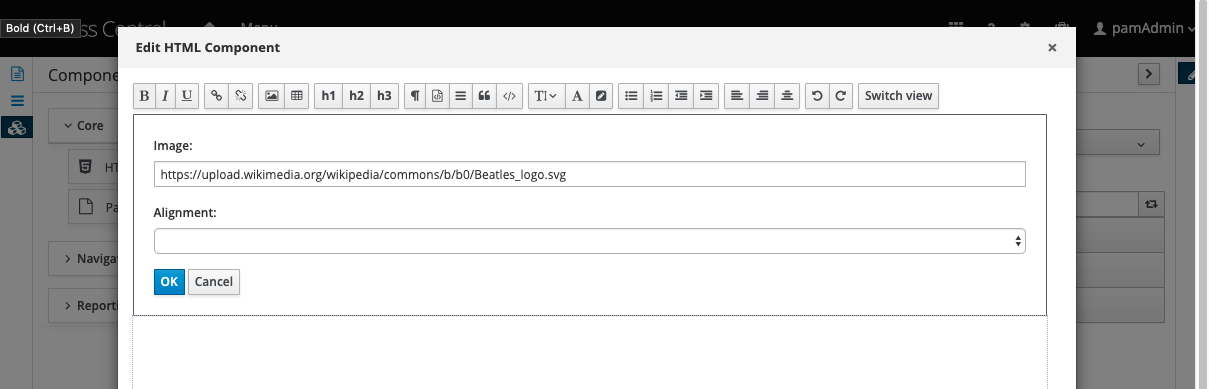 Bold (Ctrl+B)
ss Central
Menu
pamAdmin
Edit HTML Component
×
B I U h1 h2 h3 ¶ T A Switch view
Compone
Core
HT
Pa
Naviga
Reporti
Image:
https://upload.wikimedia.org/wikipedia/commons/b/b0/Beatles_logo.svg
Alignment:
OK Cancel